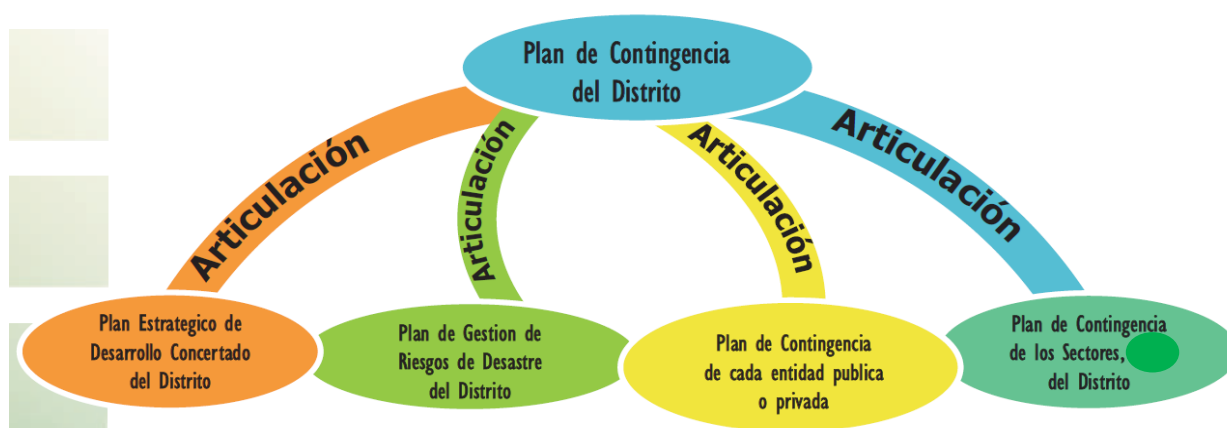 Plan de Contingencia
del Distrito
Articulación
Articulación
Articulación
Articulación
Plan Estrategico de
Desarrollo Concertado
del Distrito
Plan de Gestion de
Riesgos de Desastre
del Distrito
Plan de Contingencia
de cada entidad publica
o privada
Plan de Contingencia
de los Sectores,
del Distrito